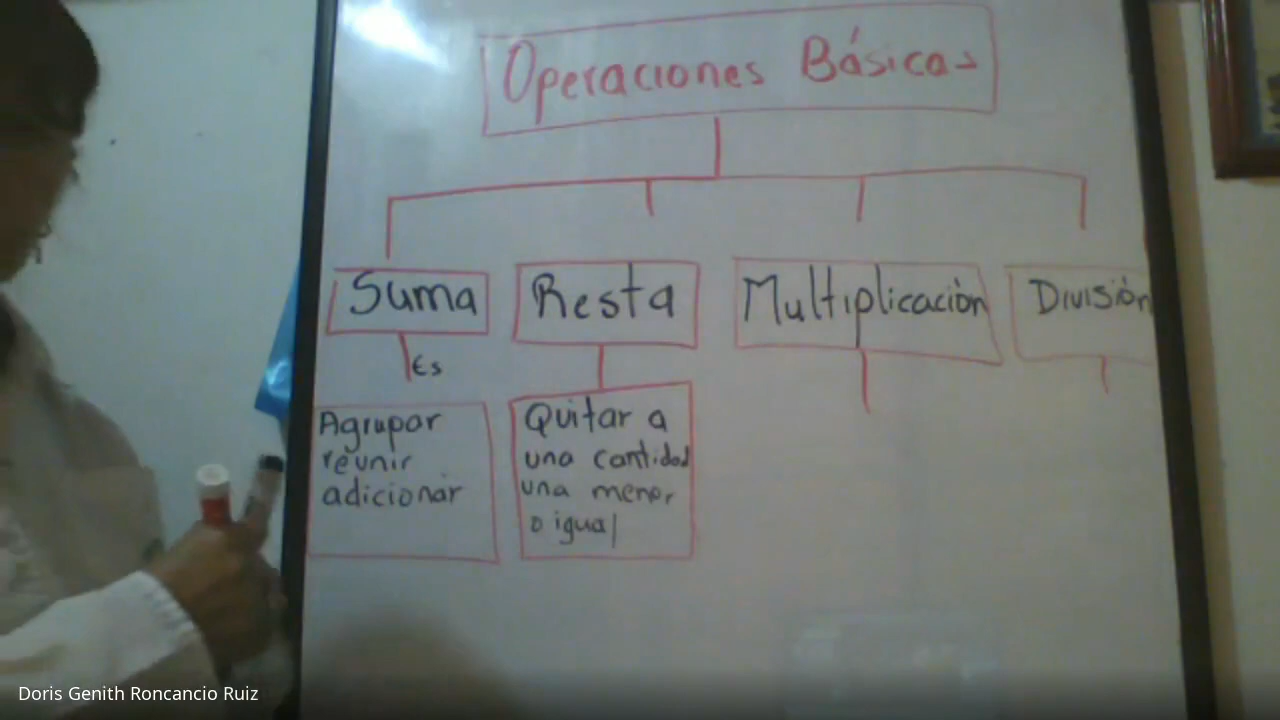 Operaciones Básicas
Suma
Resta
Multiplicación
División
Es
Agrupar
reunir
adicionar
Quitar a
una cantidad
una menor
o igual
Doris Genith Roncancio Ruiz